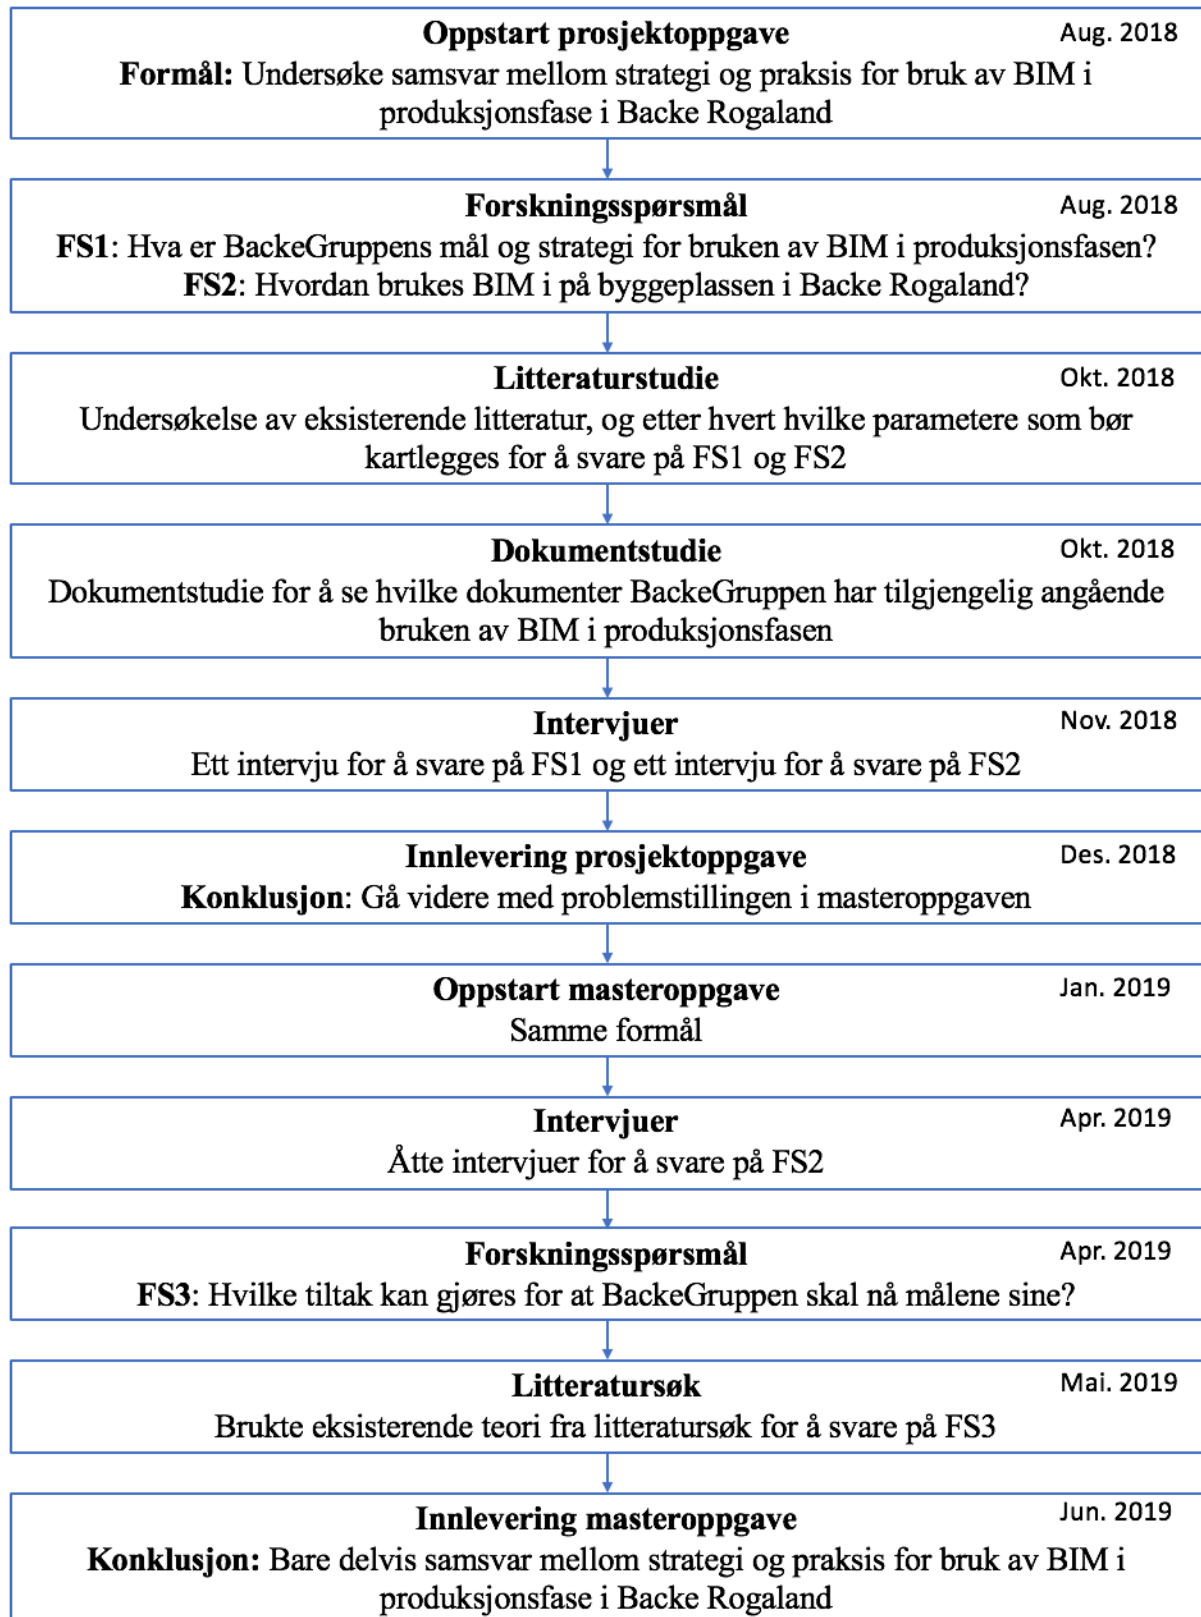 Oppstart prosjektoppgave Aug. 2018
Formål: Undersøke samsvar mellom strategi og praksis for bruk av BIM i
produksjonsfase i Backe Rogaland
Forskningsspørsmål Aug. 2018
FS1: Hva er BackeGruppens mål og strategi for bruken av BIM i produksjonsfasen?
FS2: Hvordan brukes BIM i på byggeplassen i Backe Rogaland?
Litteraturstudie Okt. 2018
Undersøkelse av eksisterende litteratur, og etter hvert hvilke parametere som bør
kartlegges for å svare på FS1 og FS2
Dokumentstudie Okt. 2018
Dokumentstudie for å se hvilke dokumenter BackeGruppen har tilgjengelig angående
bruken av BIM i produksjonsfasen
Intervjuer Nov. 2018
Ett intervju for å svare på FS1 og ett intervju for å svare på FS2
Innlevering prosjektoppgave Des. 2018
Konklusjon: Gå videre med problemstillingen i masteroppgaven
Oppstart masteroppgave Jan. 2019
Samme formål
Intervjuer Apr. 2019
Åtte intervjuer for å svare på FS2
Forskningsspørsmål Apr. 2019
FS3: Hvilke tiltak kan gjøres for at BackeGruppen skal nå målene sine?
Litteratursøk Mai. 2019
Brukte eksisterende teori fra litteratursøk for å svare på FS3
Innlevering masteroppgave Jun. 2019
Konklusjon: Bare delvis samsvar mellom strategi og praksis for bruk av BIM i
produksjonsfase i Backe Rogaland